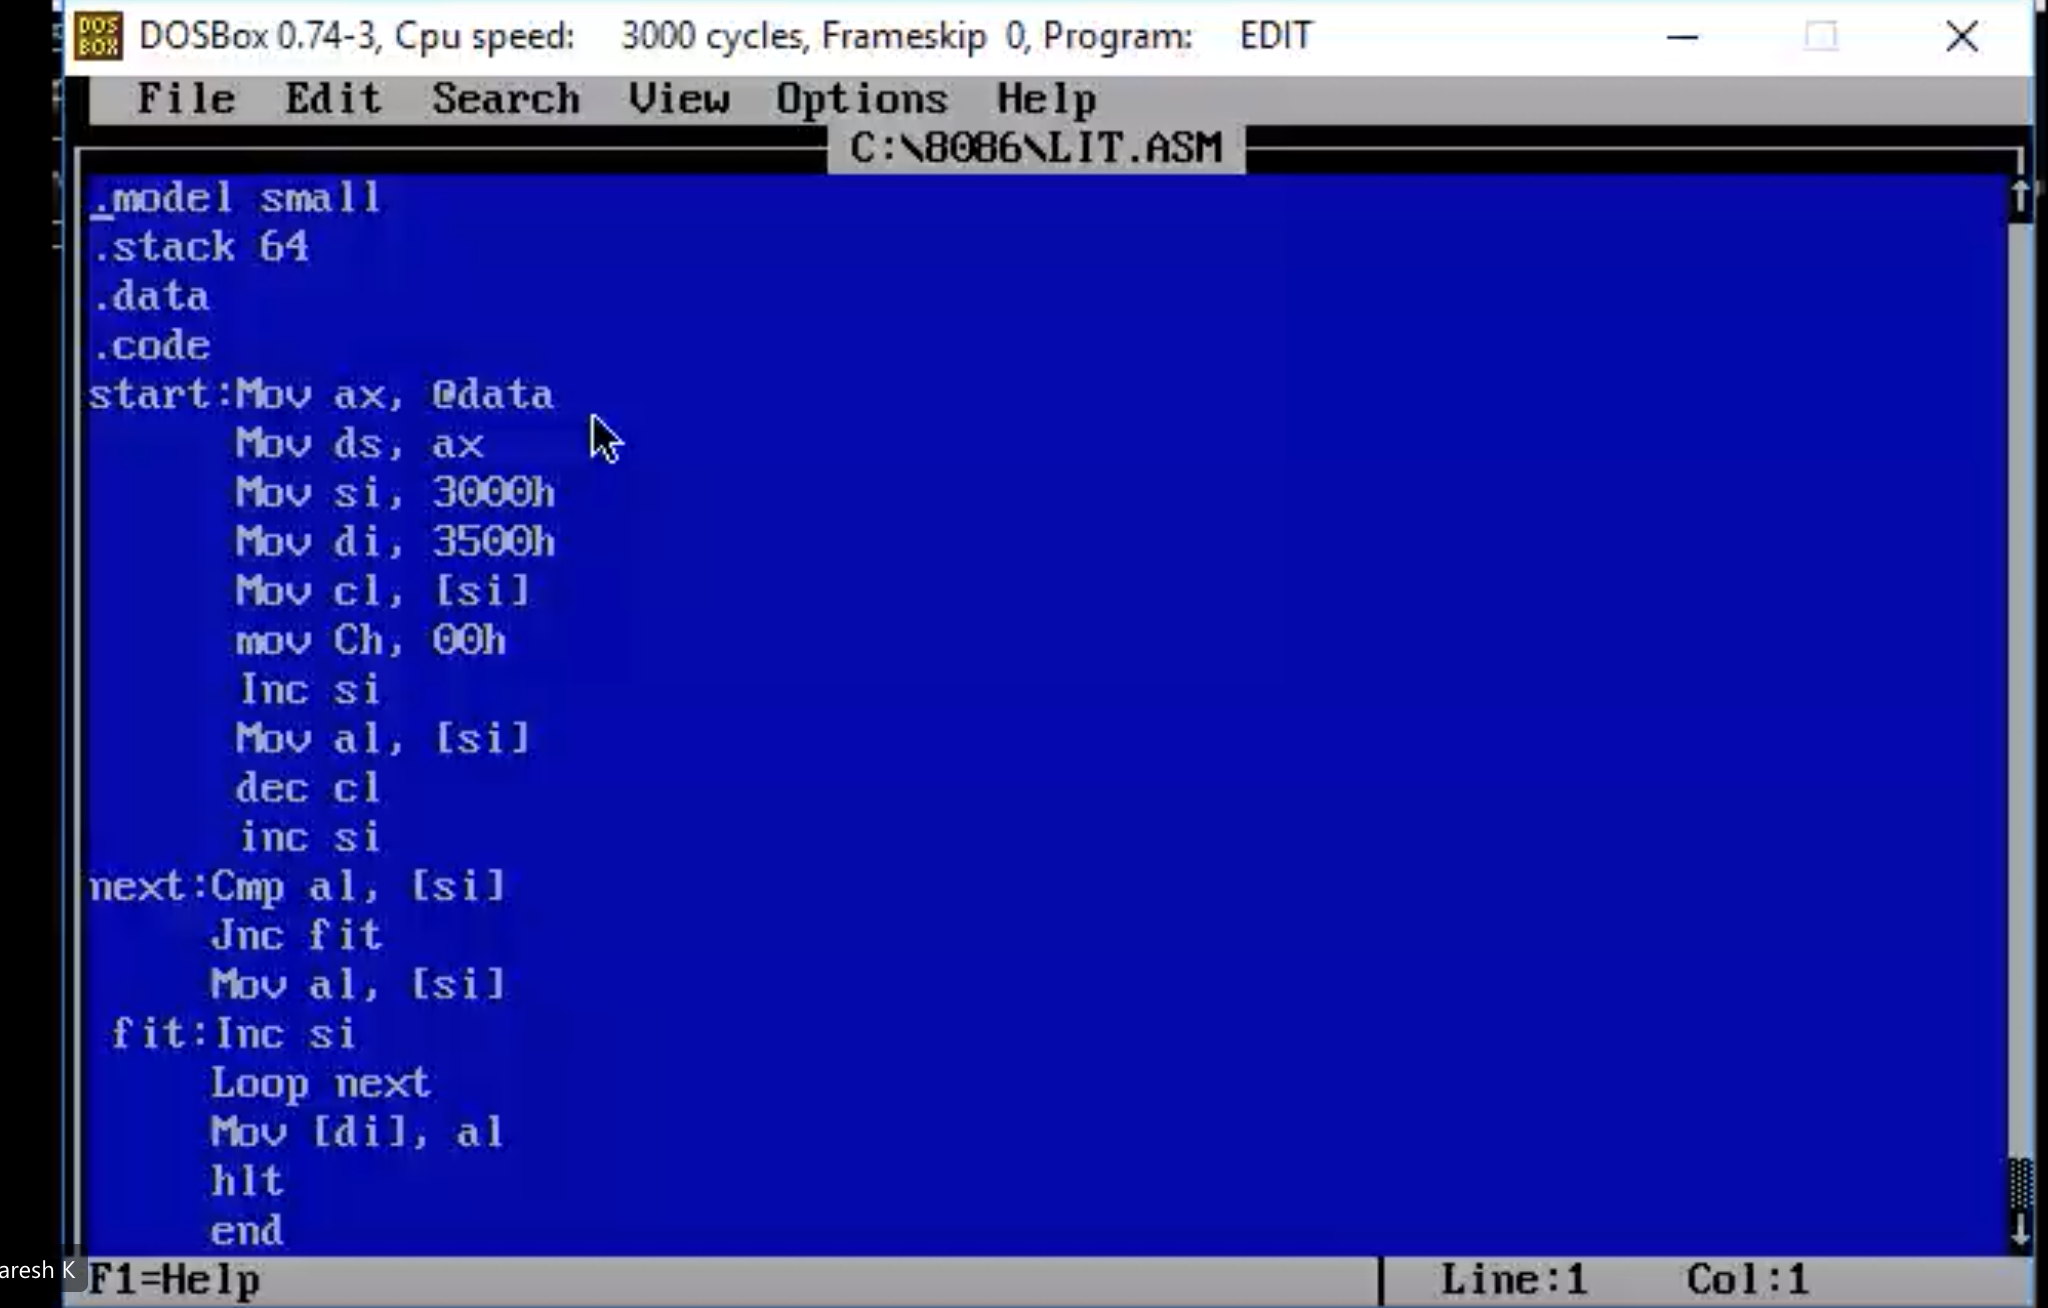 DOS
BOX
DOSBox 0.74-3, Cpu speed: 3000 cycles, Frameskip 0, Program: EDIT
File Edit Search View Options Help
C:\8086\LIT.ASM
.model small
.stack 64
.data
.code
start:Mov ax, @data
Mov ds, ax
Mov si, 3000h
Mov di, 3500h
Mov cl, [si]
mov Ch, 00h
Inc si
Mov al, [si]
dec cl
inc si
next:Cmp al, [si]
Jnc fit
Mov al, [si]
fit:Inc si
Loop next
Mov [di], al
hlt
end
aresh K
F1=Help Line:1 Col:1